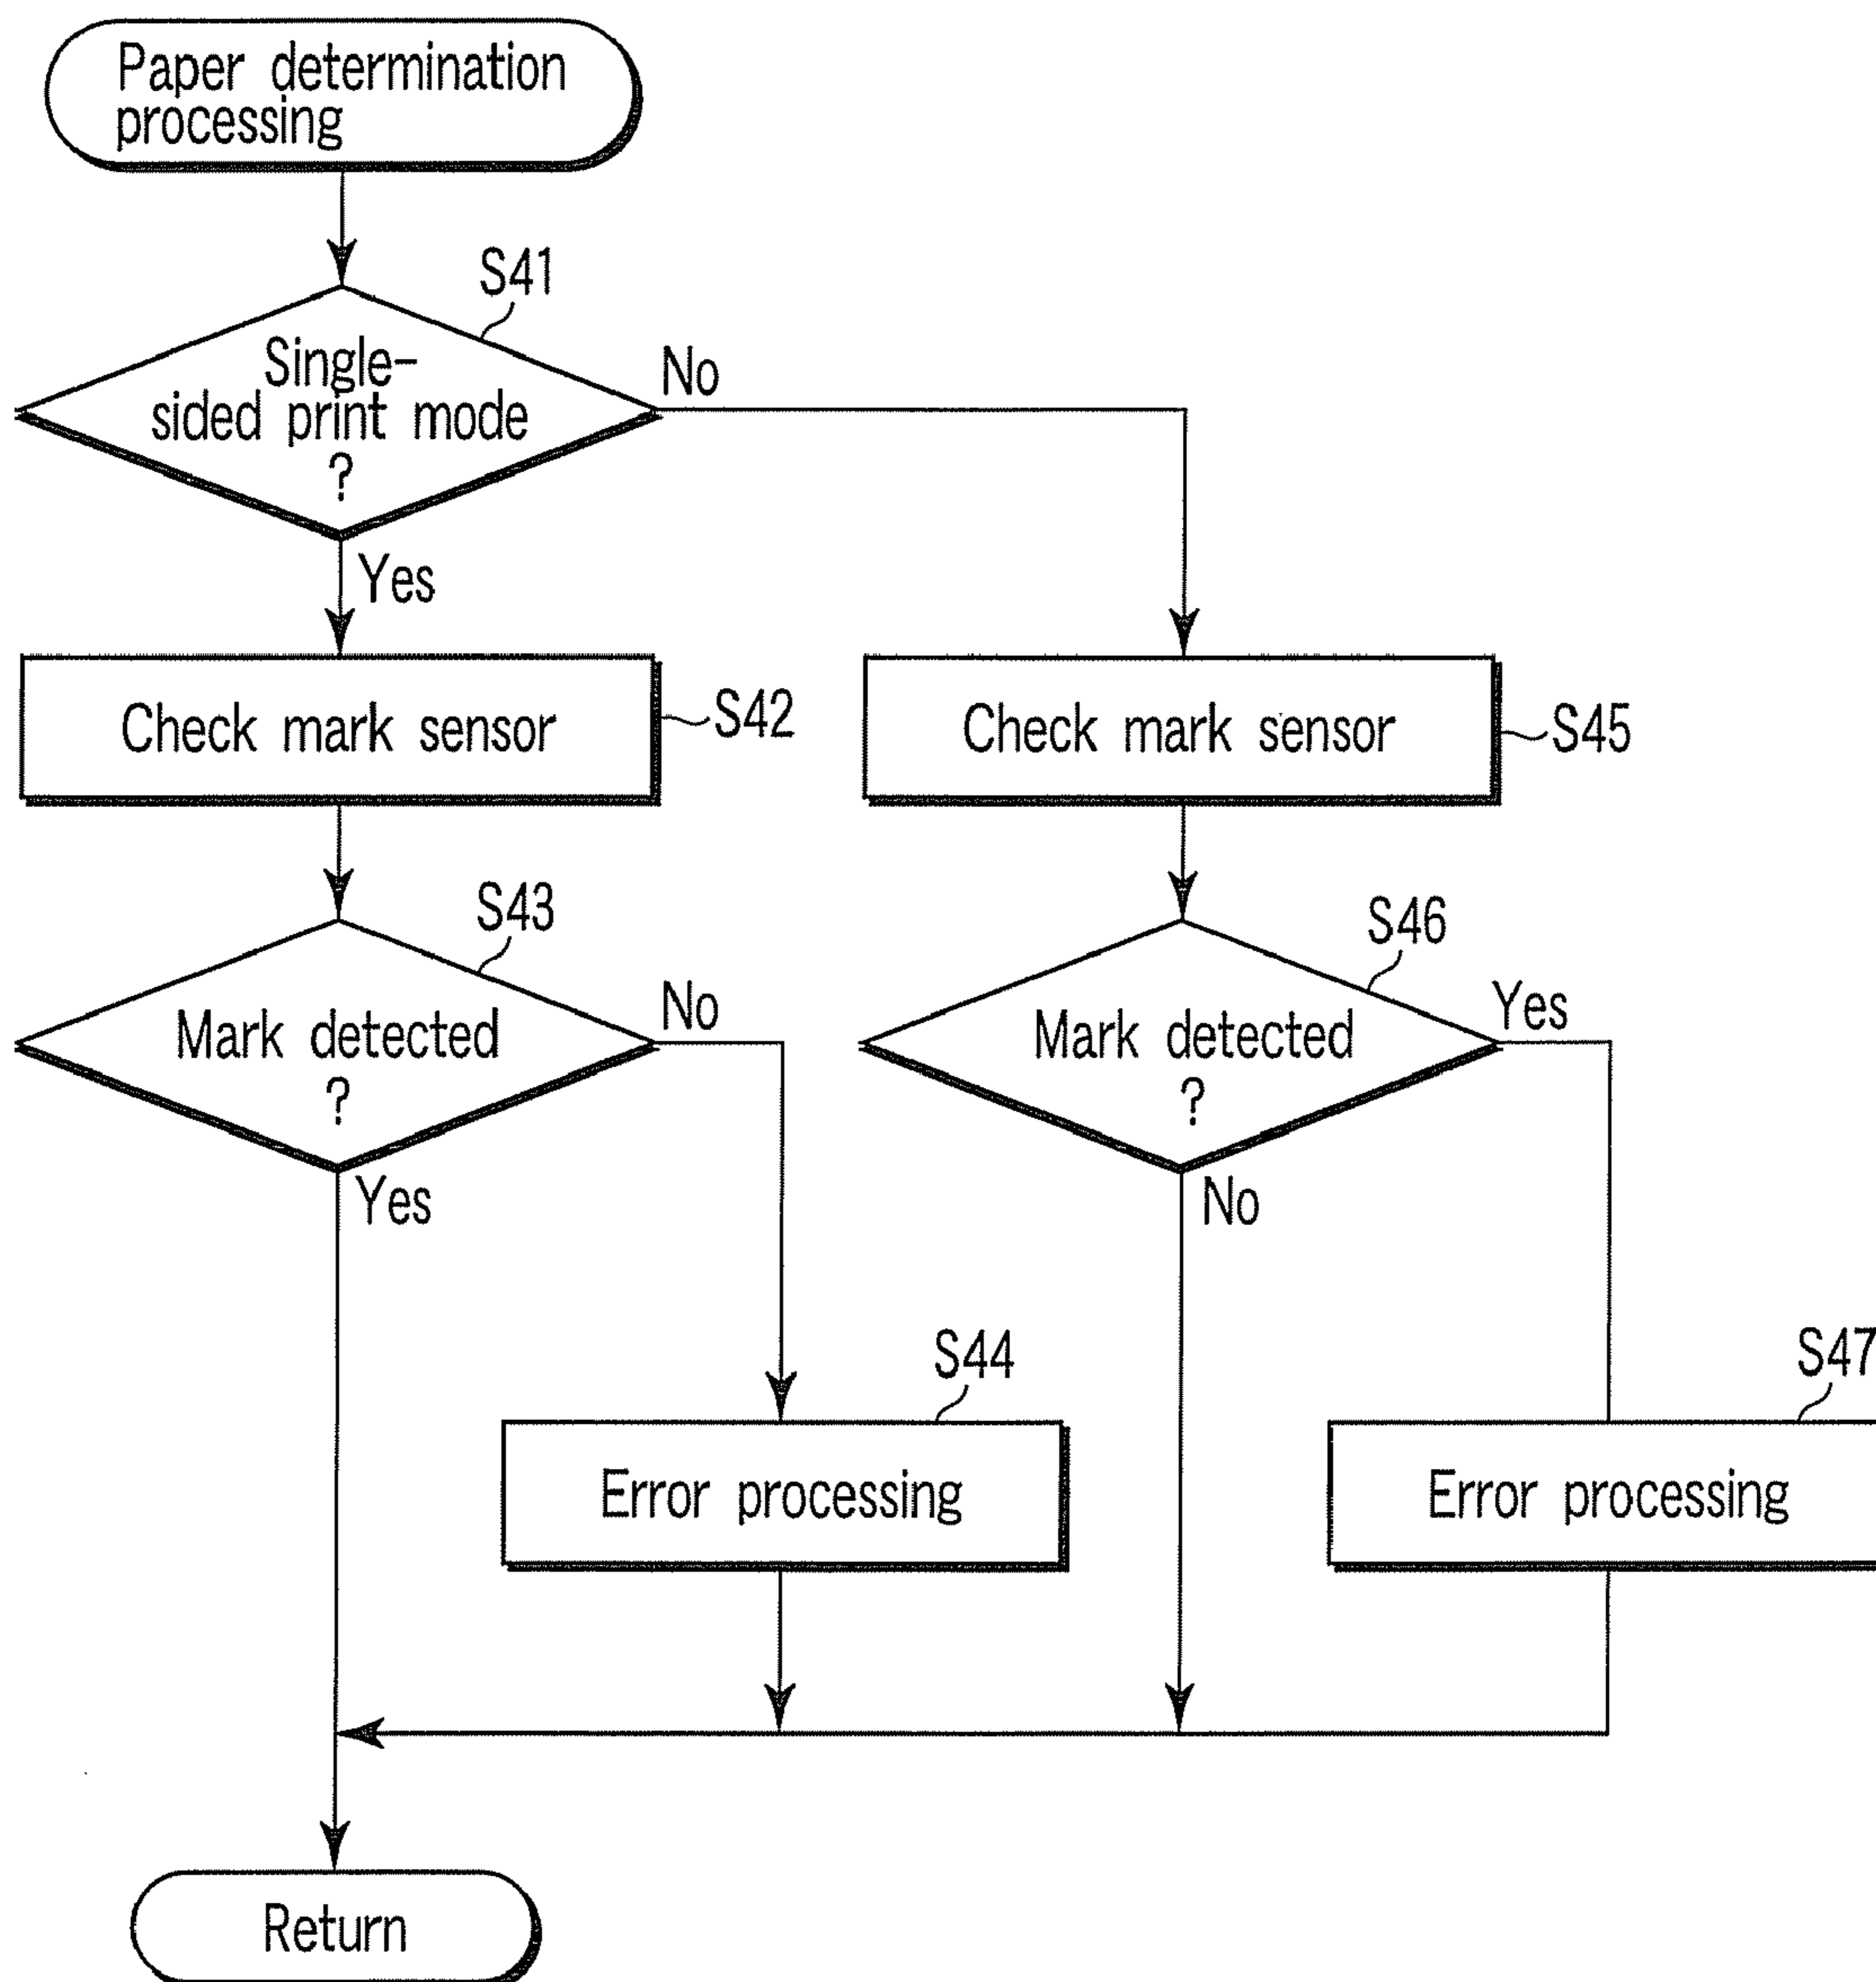 Paper determination
processing
S41
Single-
sided print mode
?
No
Yes
Check mark sensor
S42
Check mark sensor
S45
S43
Mark detected
?
No
Yes
S46
Mark detected
?
Yes
No
S44
Error processing
S47
Error processing
Return